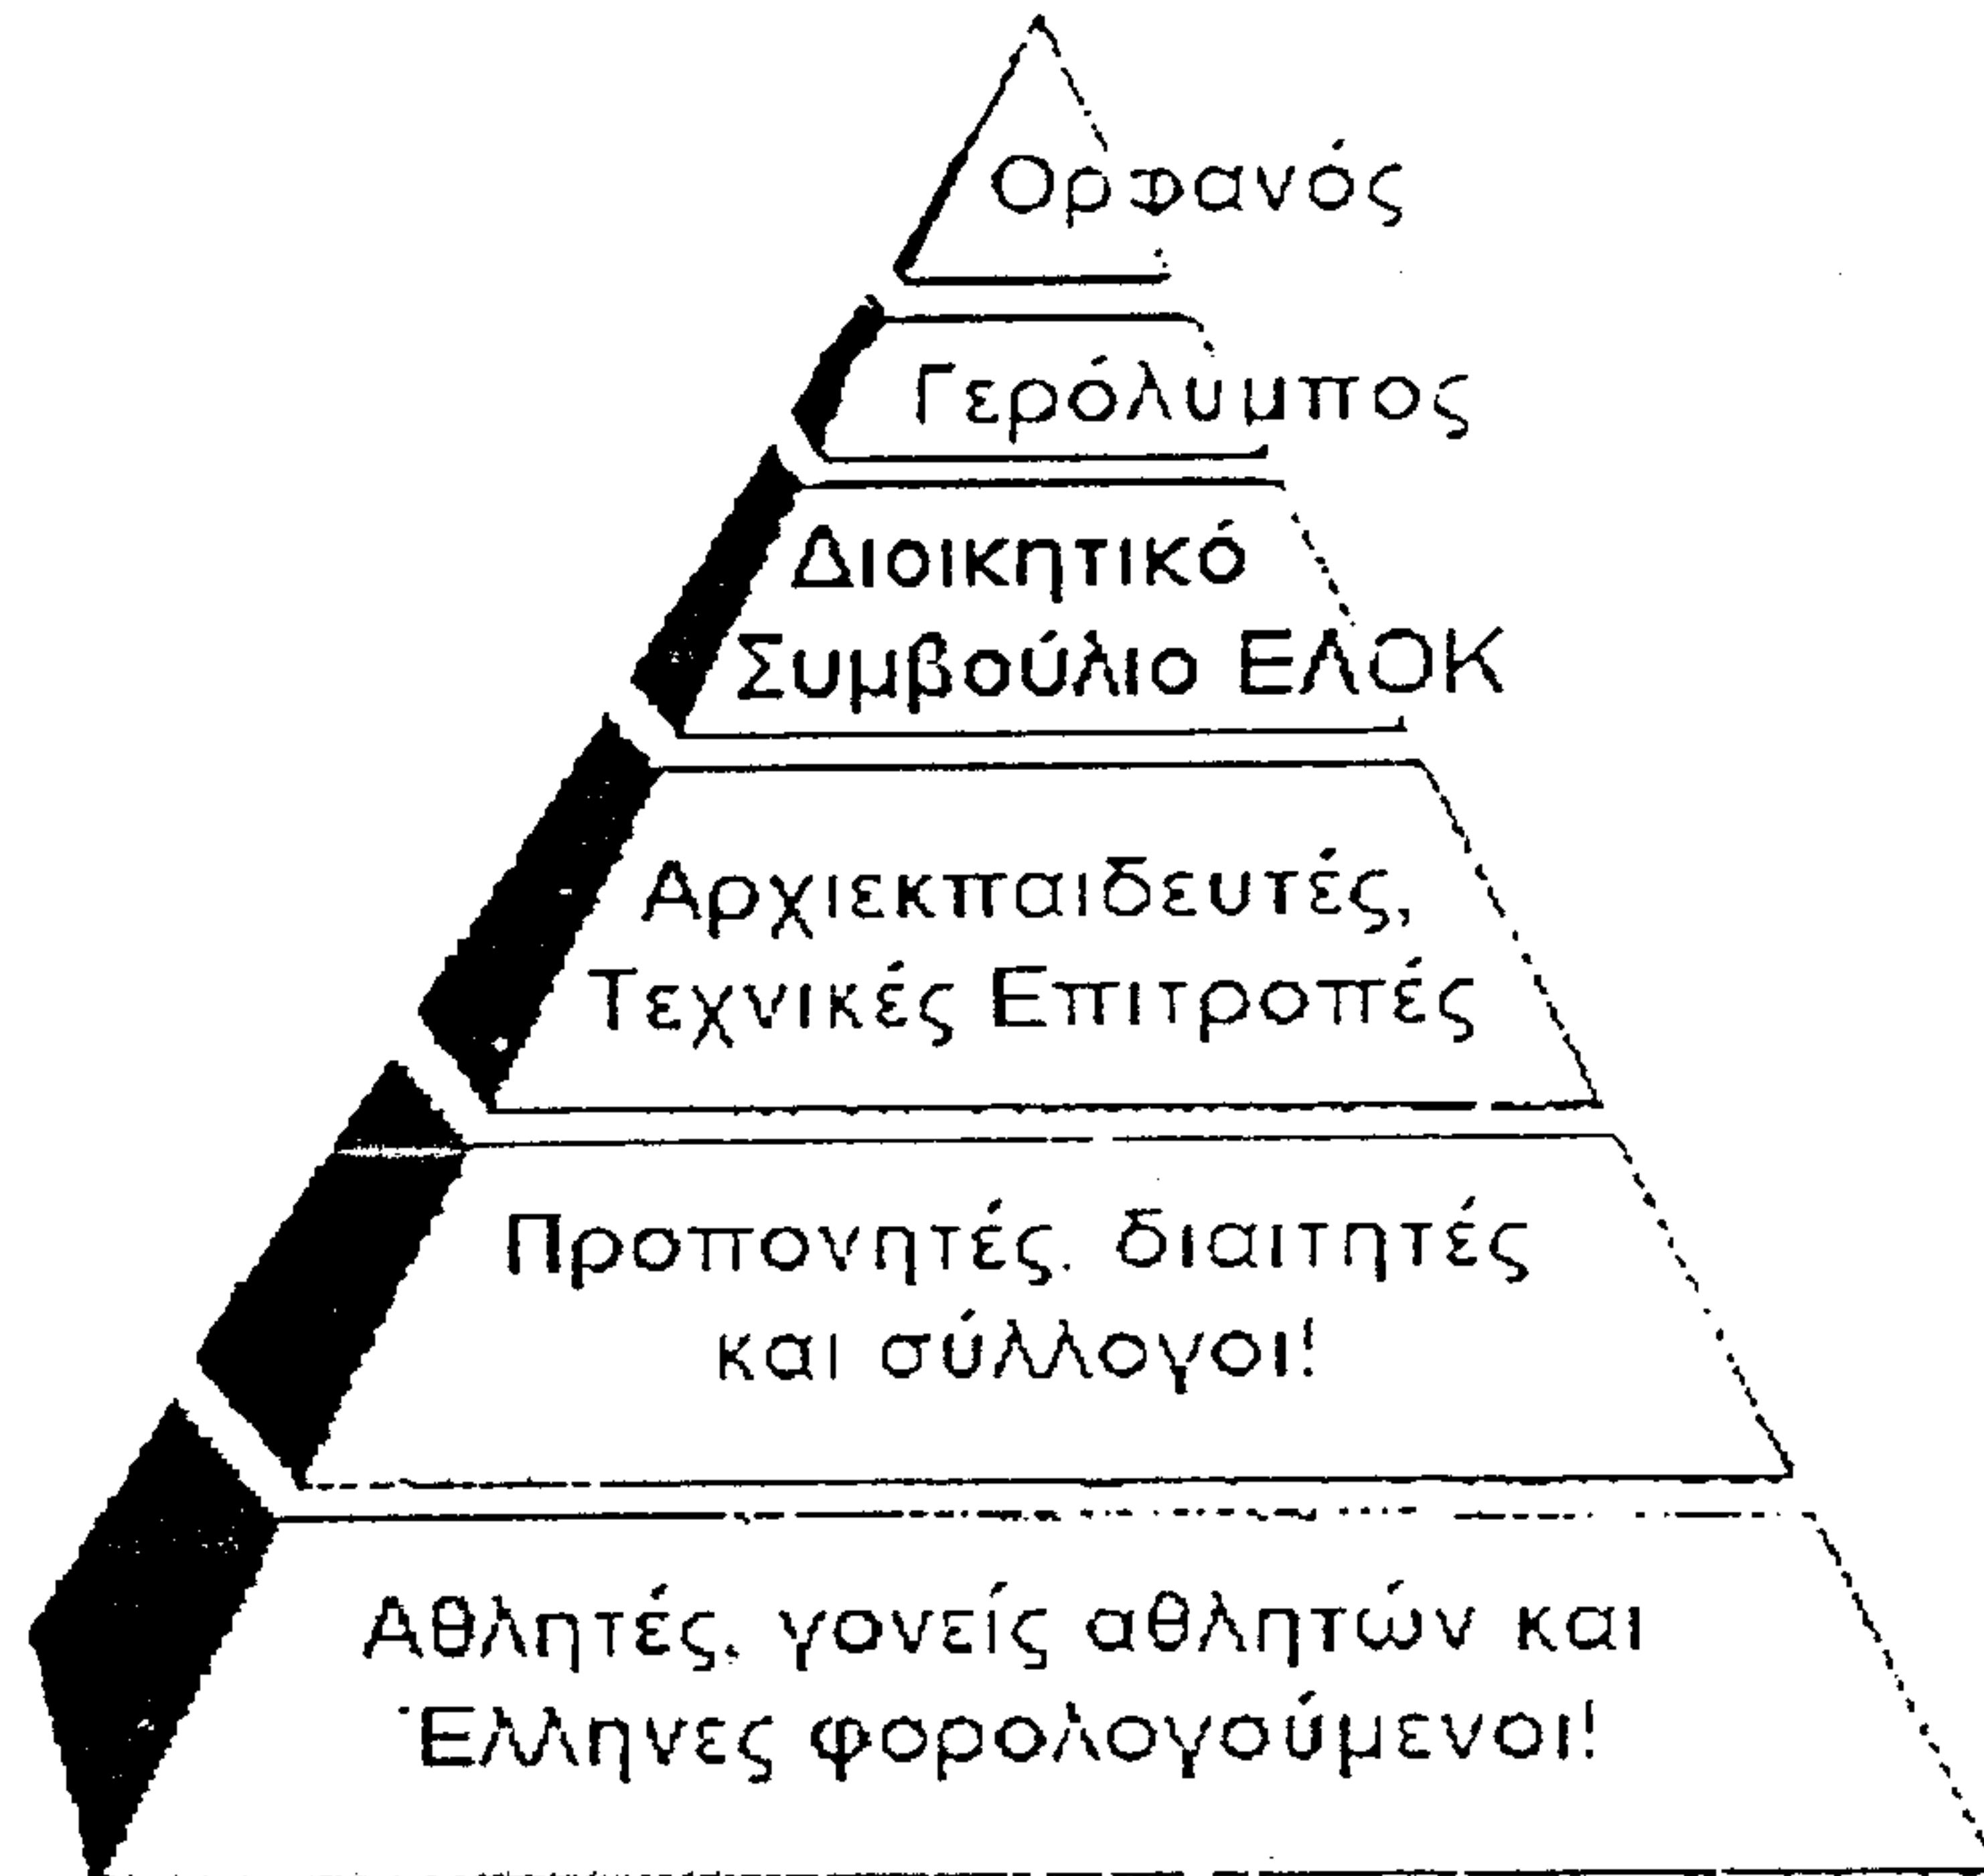 Ορφανός
Γερόλυμπος
Διοικητικό
Συμβούλιο ΕΛΟΚ
Αρχιεκπαιδευτές,
Τεχνικές Επιτροπές
Προπονητές, διαιτητές
και σύλλογοι!
Αθλητές, γονείς αθλητών και
Έλληνες φορολογούμενοι!